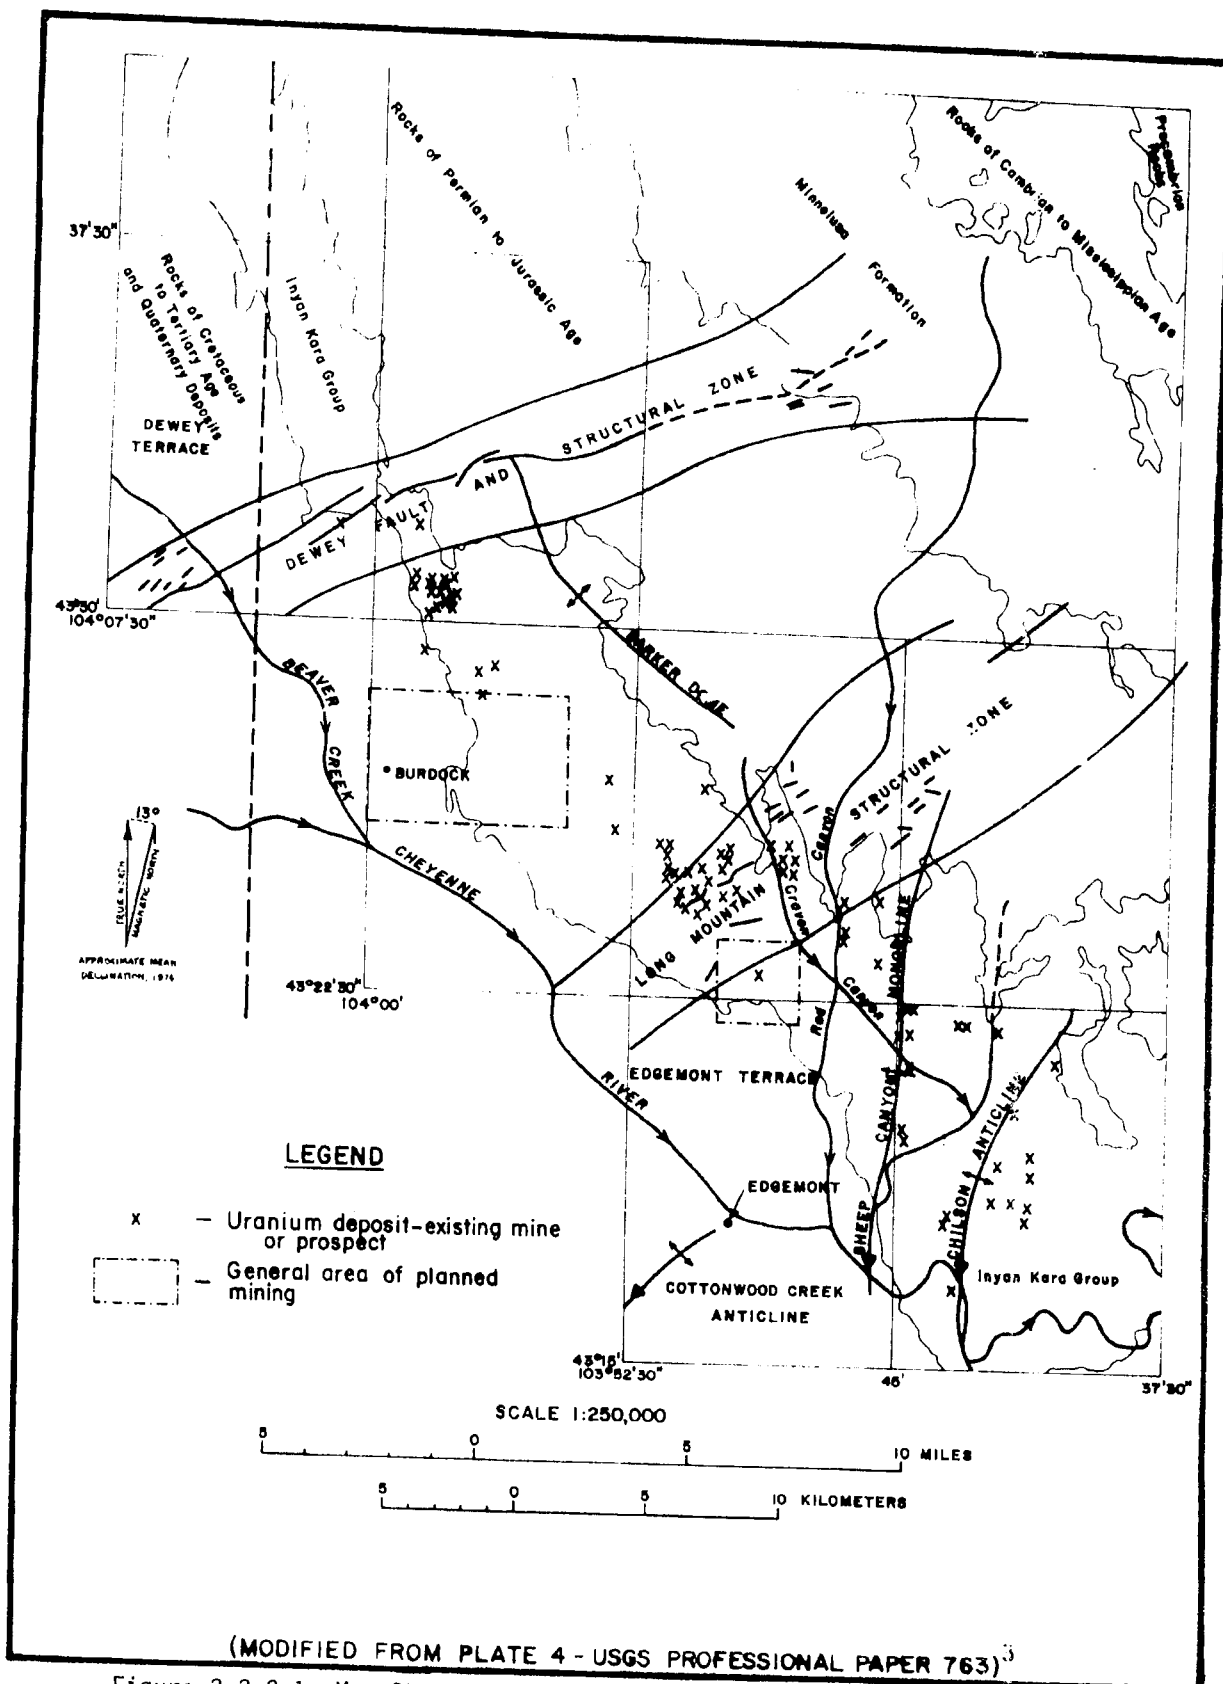 37'30"
Rocks of Cretaceous
to Tertiary Age
and Quaternary Deposits
Inyan Kara Group
Rocks of Permian to Jurassic Age
Minnelusa
Formation
Rocks of Cambrian to Mississippian Age
Precambrian
Rocks
DEWEY
TERRACE
DEWEY FAULT AND STRUCTURAL ZONE
43°30'
104°07'30"
BEAVER
CREEK
BARKER
BURDOCK
13°
TRUE NORTH
MAGNETIC NORTH
APPROXIMATE MEAN
DECLINATION, 1976
CHEYENNE
RIVER
LONG MOUNTAIN
STRUCTURAL ZONE
Craven
Canyon
Red
Canyon
43°22'30"
104°00'
EDGEMONT TERRACE
SHEEP CANYON MONOCLINE
CHILSON ANTICLINE
EDGEMONT
COTTONWOOD CREEK
ANTICLINE
Inyan Kara Group
43°15'
103°52'30"
45'
37'30"
LEGEND
x – Uranium deposit-existing mine
or prospect
– General area of planned
mining
SCALE 1:250,000
5 0 5 10 MILES
5 0 5 10 KILOMETERS
(MODIFIED FROM PLATE 4 - USGS PROFESSIONAL PAPER 763)3